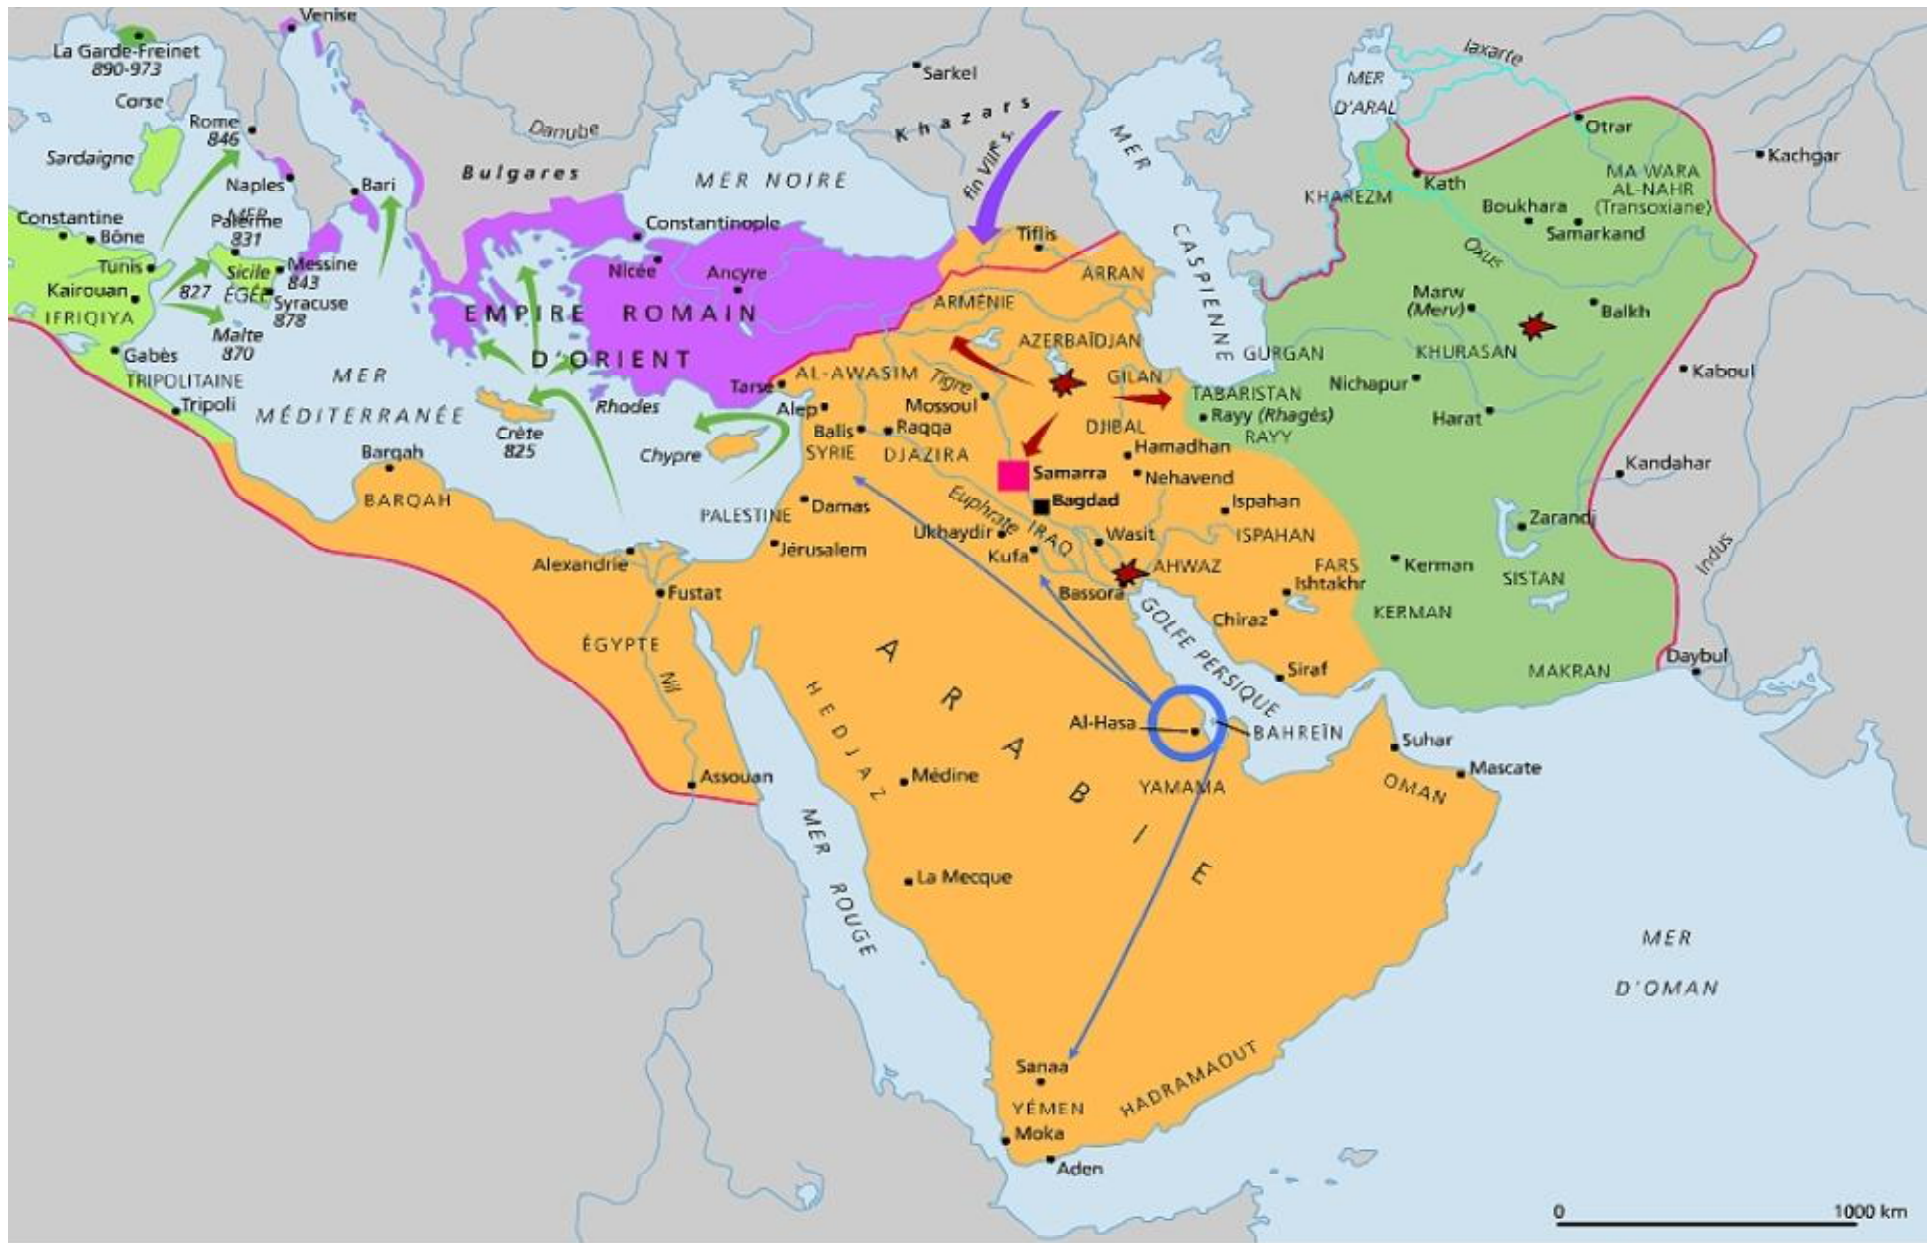 Venise
La Garde-Freinet
890-973
Corse
Rome
846
Sardaigne
Naples
Bari
Constantine
Bône
MER
Palerme
831
Tunis
Sicile
Messine
843
827
ÉGÉE
Syracuse
878
Kairouan
IFRIQIYA
Malte
870
Gabès
TRIPOLITAINE
Tripoli
MER
MÉDITERRANÉE
Barqah
BARQAH
Danube
Bulgares
MER NOIRE
Sarkel
Khazars
fin VIIIe s.
Constantinople
Nicée
Ancyre
EMPIRE ROMAIN
D'ORIENT
Rhodes
Crète
825
Chypre
Tarse
AL-AWASIM
Alep
Balis
SYRIE
Raqqa
DJAZIRA
Tigre
Mossoul
Tiflis
ARRAN
ARMÉNIE
AZERBAÏDJAN
GILAN
DJIBAL
Hamadhan
Nehavend
Samarra
Bagdad
Euphrate
IRAQ
Ukhaydir
Kufa
Wasit
AHWAZ
Bassora
Ispahan
ISPAHAN
FARS
Ishtakhr
Chiraz
Siraf
GOLFE PERSIQUE
PALESTINE
Damas
Jérusalem
Alexandrie
Fustat
ÉGYPTE
Nil
Assouan
ARABIE
HEDJAZ
Médine
La Mecque
MER ROUGE
Al-Hasa
BAHREÏN
YAMAMA
Suhar
Mascate
OMAN
Sanaa
YÉMEN
Moka
Aden
HADRAMAOUT
MER
CASPIENNE
MER
D'ARAL
Iaxarte
Otrar
Kachgar
KHAREZM
Kath
MA WARA
AL-NAHR
(Transoxiane)
Boukhara
Samarkand
Oxus
Marw
(Merv)
Balkh
GURGAN
KHURASAN
TABARISTAN
Rayy (Rhagès)
RAYY
Nichapur
Harat
Kaboul
Kandahar
Zarandj
Kerman
SISTAN
KERMAN
MAKRAN
Indus
Daybul
MER
D'OMAN
0 1000 km